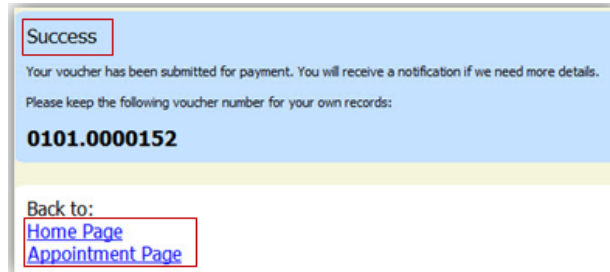 Success
Your voucher has been submitted for payment. You will receive a notification if we need more details.
Please keep the following voucher number for your own records:
0101.0000152
Back to:
Home Page
Appointment Page